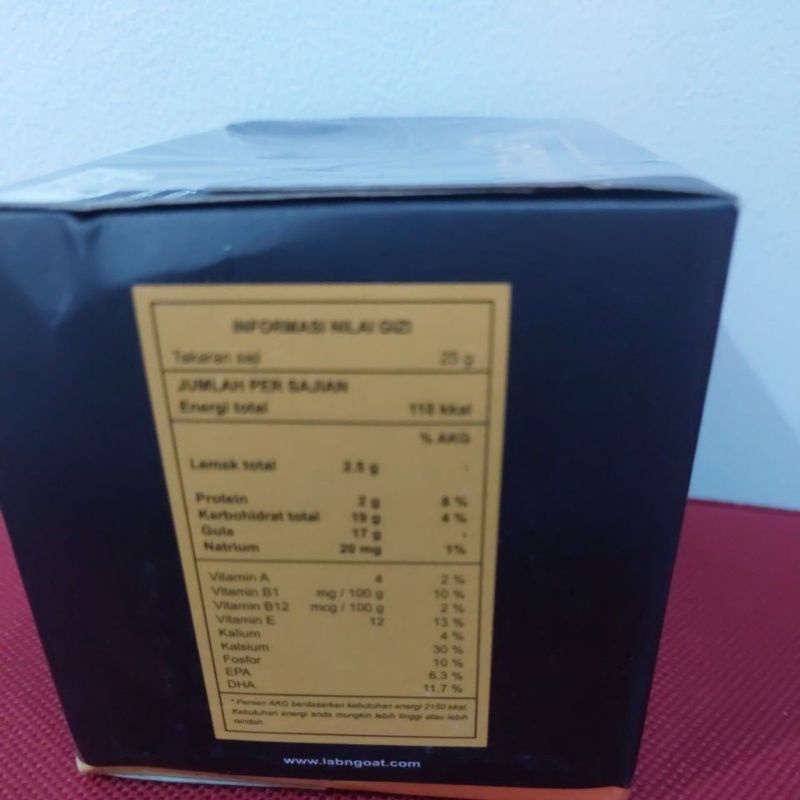 INFORMASI NILAI GIZI
Takaran saji 25 g
JUMLAH PER SAJIAN
Energi total 110 kkal
% AKG
Lemak total 2.5 g -
Protein 2 g
Karbohidrat total 19 g 4 %
Gula 17 g -
Natrium 20 mg 1%
Vitamin A 4 2 %
Vitamin B1 mg / 100 g 10 %
Vitamin B12 mcg / 100 g 2 %
Vitamin E 12 13 %
Kalium 4 %
Kalsium 30 %
Fosfor 10 %
EPA 6.3 %
DHA 11.7 %
* Persen AKG berdasarkan kebutuhan energi 2150 kkal.
Kebutuhan energi anda mungkin lebih tinggi atau lebih
rendah
www.labngoat.com